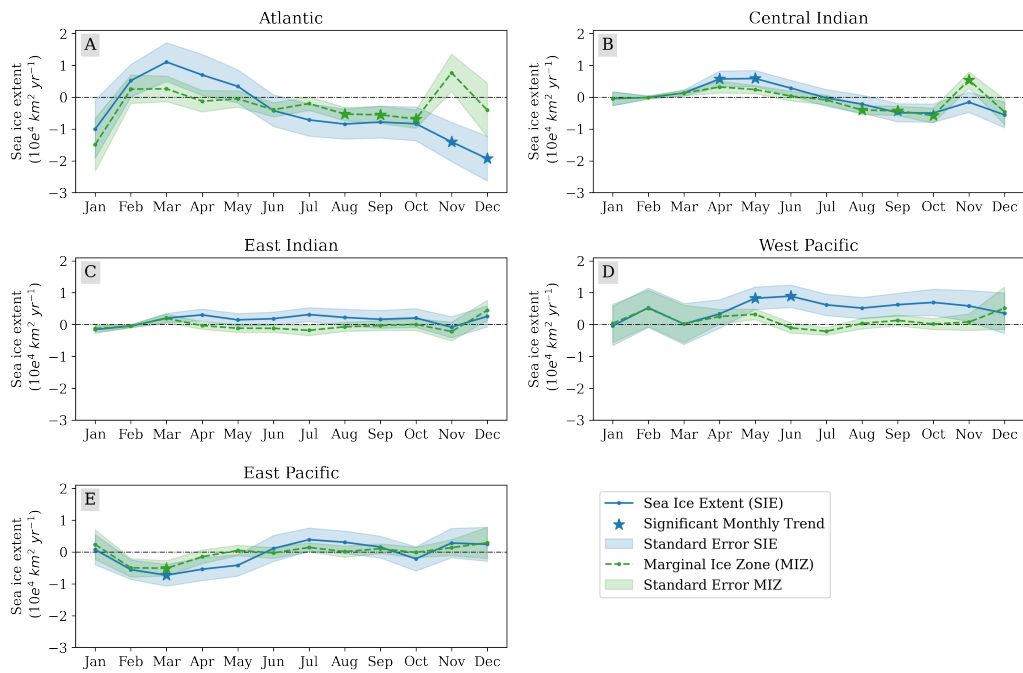 Atlantic
A
Sea ice extent
(10e⁴ km² yr⁻¹)
2
1
0
−1
−2
−3
Jan Feb Mar Apr May Jun Jul Aug Sep Oct Nov Dec
Central Indian
B
Sea ice extent
(10e⁴ km² yr⁻¹)
2
1
0
−1
−2
−3
Jan Feb Mar Apr May Jun Jul Aug Sep Oct Nov Dec
East Indian
C
Sea ice extent
(10e⁴ km² yr⁻¹)
2
1
0
−1
−2
−3
Jan Feb Mar Apr May Jun Jul Aug Sep Oct Nov Dec
West Pacific
D
Sea ice extent
(10e⁴ km² yr⁻¹)
2
1
0
−1
−2
−3
Jan Feb Mar Apr May Jun Jul Aug Sep Oct Nov Dec
East Pacific
E
Sea ice extent
(10e⁴ km² yr⁻¹)
2
1
0
−1
−2
−3
Jan Feb Mar Apr May Jun Jul Aug Sep Oct Nov Dec
Sea Ice Extent (SIE)
Significant Monthly Trend
Standard Error SIE
Marginal Ice Zone (MIZ)
Standard Error MIZ